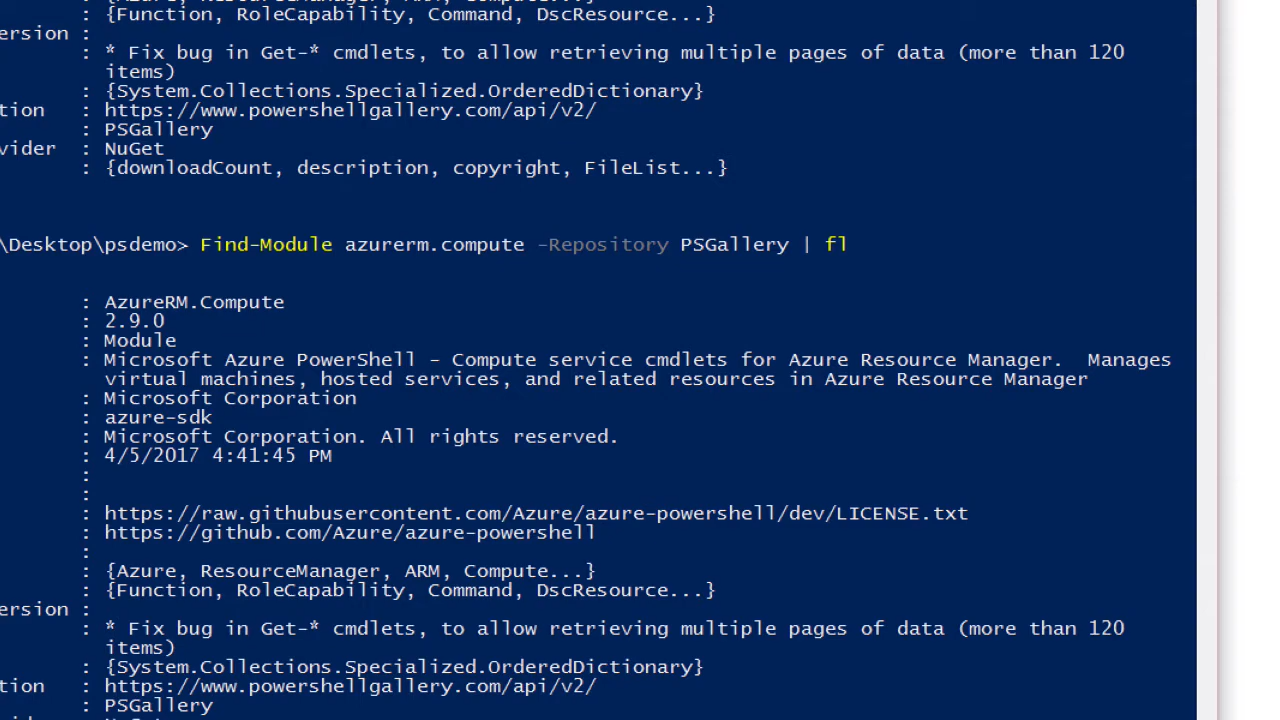 : {Function, RoleCapability, Command, DscResource...}
ersion :
: * Fix bug in Get-* cmdlets, to allow retrieving multiple pages of data (more than 120
items)
: {System.Collections.Specialized.OrderedDictionary}
tion : https://www.powershellgallery.com/api/v2/
: PSGallery
vider : NuGet
: {downloadCount, description, copyright, FileList...}
\Desktop\psdemo> Find-Module azurerm.compute -Repository PSGallery | fl
: AzureRM.Compute
: 2.9.0
: Module
: Microsoft Azure PowerShell - Compute service cmdlets for Azure Resource Manager. Manages
virtual machines, hosted services, and related resources in Azure Resource Manager
: Microsoft Corporation
: azure-sdk
: Microsoft Corporation. All rights reserved.
: 4/5/2017 4:41:45 PM
:
:
: https://raw.githubusercontent.com/Azure/azure-powershell/dev/LICENSE.txt
: https://github.com/Azure/azure-powershell
:
: {Azure, ResourceManager, ARM, Compute...}
: {Function, RoleCapability, Command, DscResource...}
ersion :
: * Fix bug in Get-* cmdlets, to allow retrieving multiple pages of data (more than 120
items)
: {System.Collections.Specialized.OrderedDictionary}
tion : https://www.powershellgallery.com/api/v2/
: PSGallery